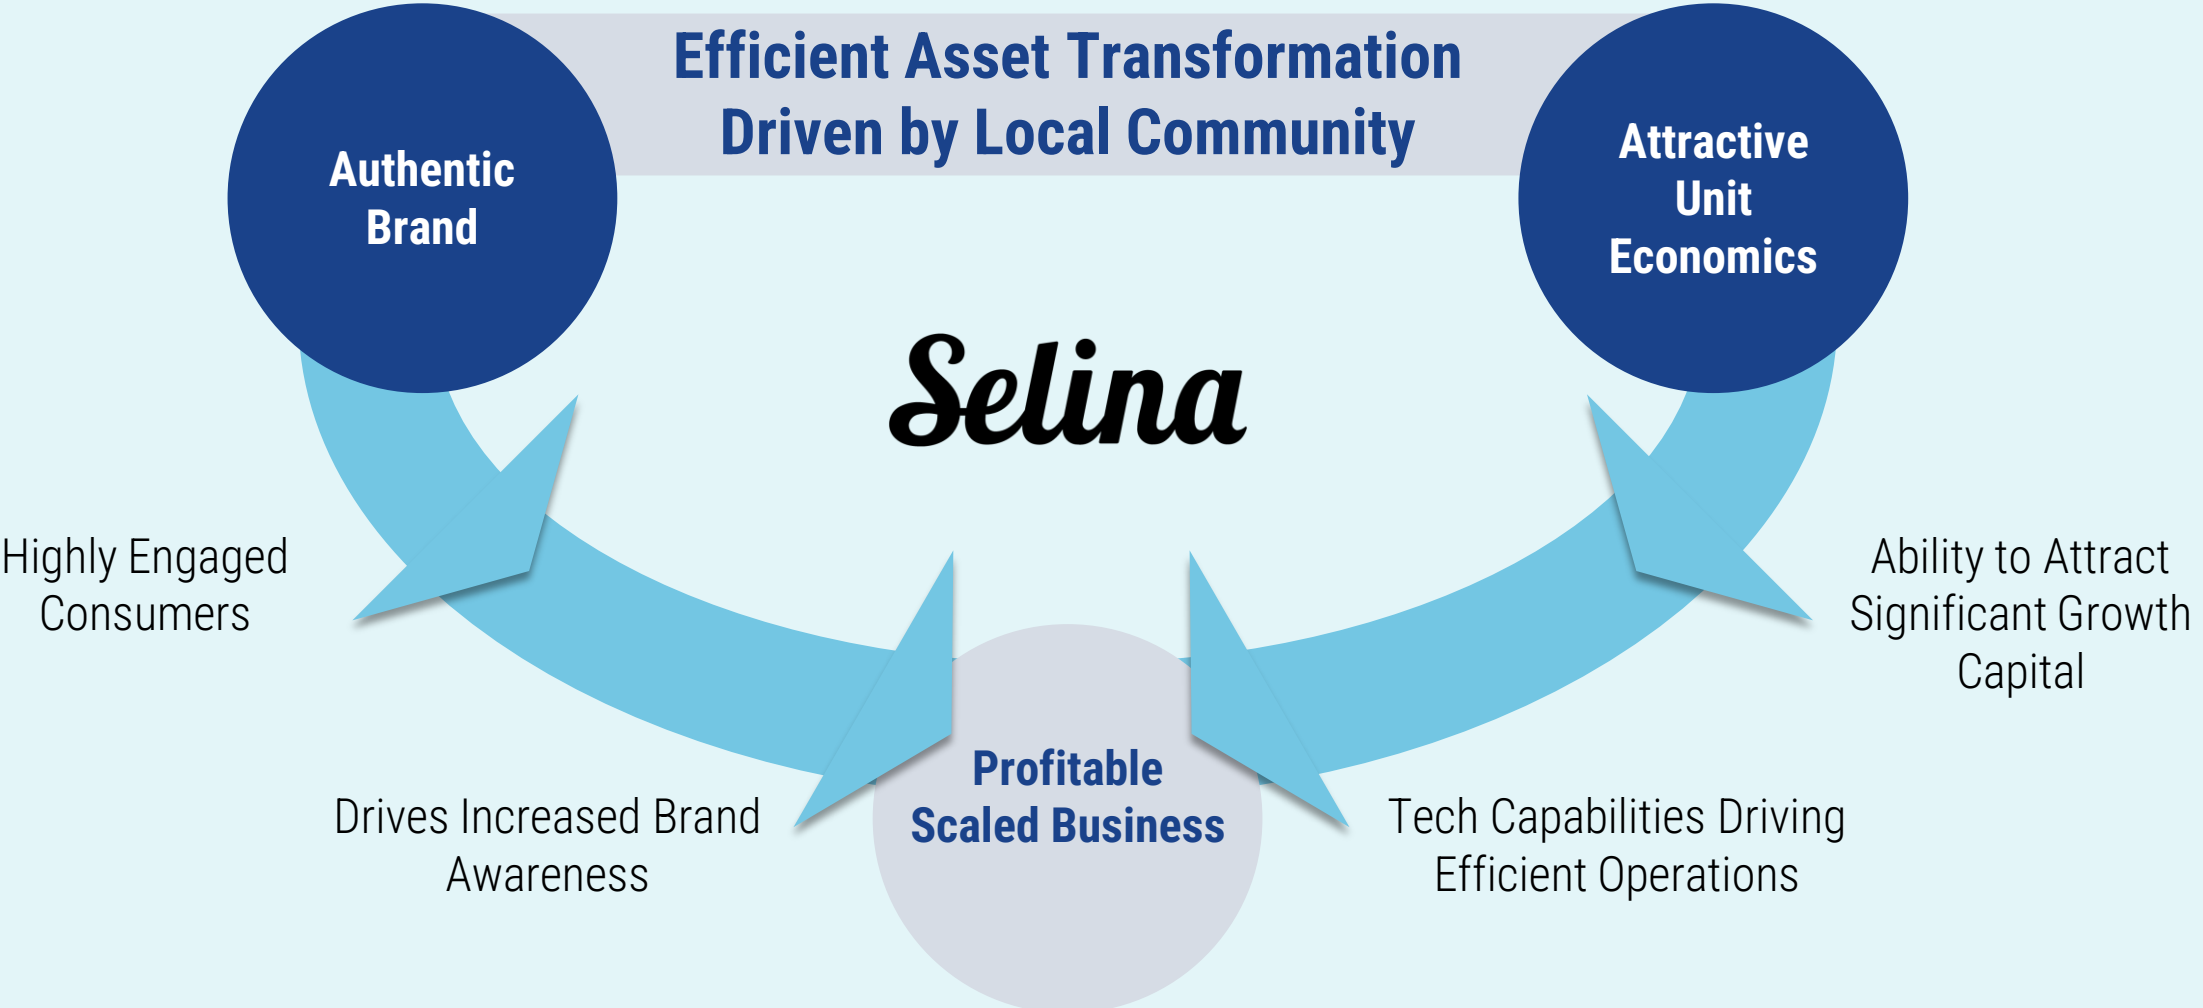 Efficient Asset Transformation
Driven by Local Community
Authentic
Brand
Attractive
Unit
Economics
Selina
Highly Engaged
Consumers
Ability to Attract
Significant Growth
Capital
Profitable
Scaled Business
Drives Increased Brand
Awareness
Tech Capabilities Driving
Efficient Operations